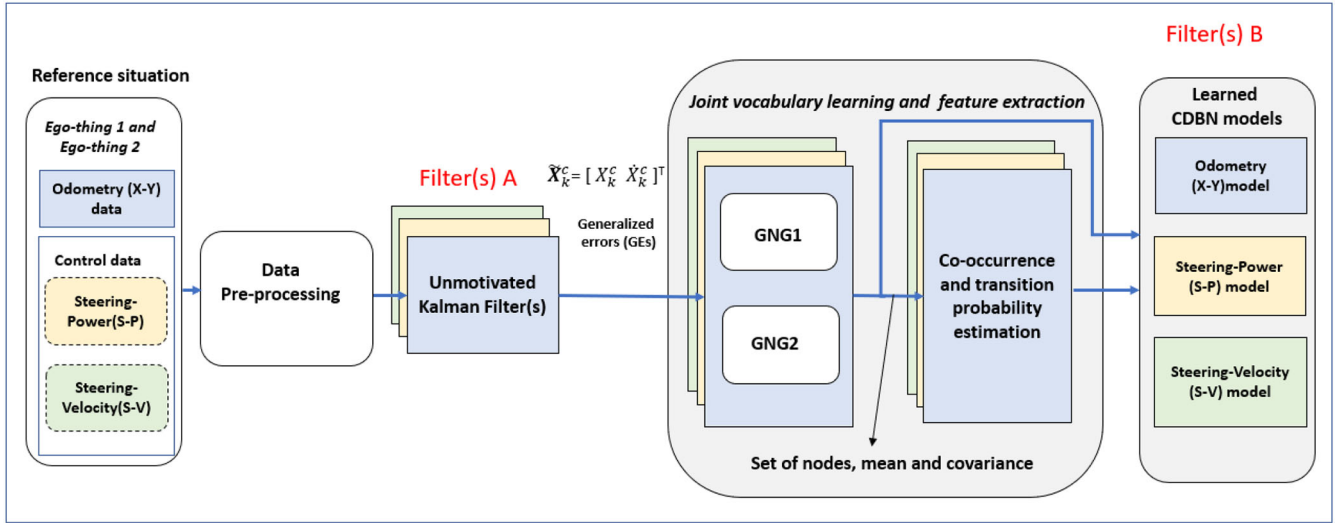 Reference situation
Ego-thing 1 and
Ego-thing 2
Odometry (X-Y)
data
Control data
Steering-
Power(S-P)
Steering-
Velocity(S-V)
Data
Pre-processing
Filter(s) A
Unmotivated
Kalman Filter(s)
X̃ᶜₖ= [ Xᶜₖ Ẋᶜₖ ]ᵀ
Generalized
errors (GEs)
Joint vocabulary learning and feature extraction
GNG1
GNG2
Co-occurrence
and transition
probability
estimation
Set of nodes, mean and covariance
Filter(s) B
Learned
CDBN models
Odometry
(X-Y)model
Steering-Power
(S-P) model
Steering-Velocity
(S-V) model